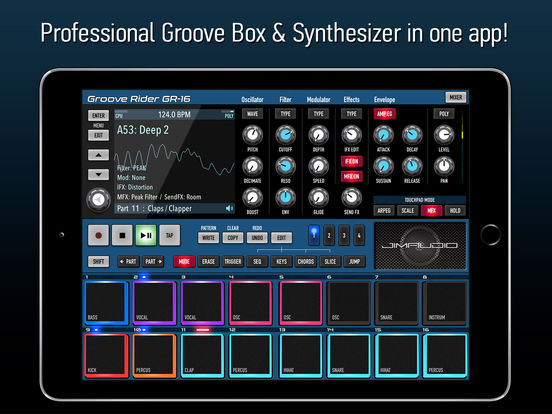 Professional Groove Box & Synthesizer in one app!
Groove Rider GR-16
Oscillator Filter Modulator Effects Envelope
MIXER
ENTER
MENU
EXIT
CPU 124.0 BPM POLY
A53: Deep 2
Filter: PEAK
Mod: None
IFX: Distortion
MFX: Peak Filter / SendFX: Room
Part 11 : Claps / Clapper
WAVE TYPE TYPE TYPE AMP EG POLY
PITCH CUTOFF DEPTH IFX EDIT ATTACK DECAY LEVEL
IFX ON
MFX ON
DECIMATE RESO SPEED SUSTAIN RELEASE PAN
BOOST ENV GLIDE SEND FX
TOUCHPAD MODE
ARPEG SCALE MFX HOLD
TAP
PATTERN CLEAR REDO
WRITE COPY UNDO EDIT
1 2 3 4
JIMAUDIO
SHIFT PART PART MUTE ERASE TRIGGER SEQ KEYS CHORDS SLICE JUMP
1 2 3 4 5 6 7 8
BASS VOCAL VOCAL OSC OSC OSC SNARE INSTRUM
9 10 11 12 13 14 15 16
KICK PERCUS CLAP PERCUS HIHAT SNARE HIHAT PERCUS